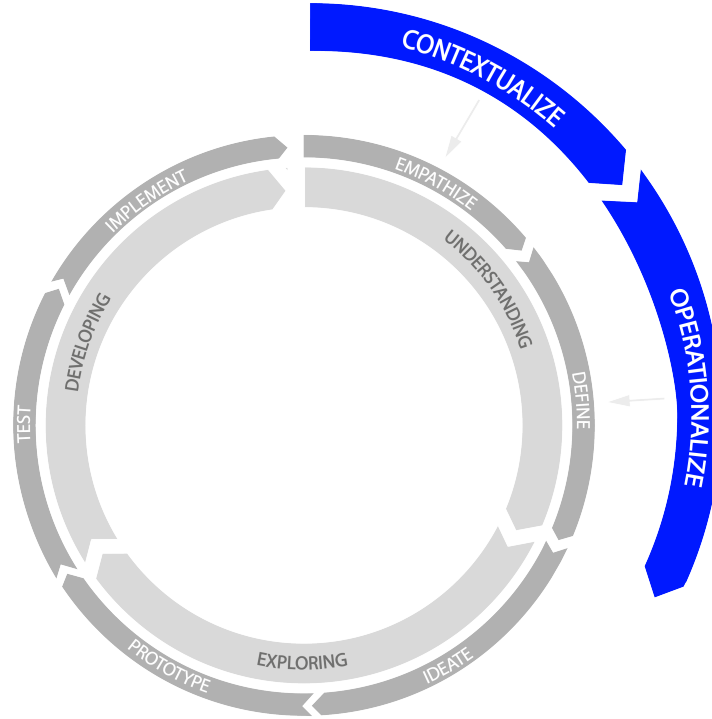 CONTEXTUALIZE
OPERATIONALIZE
EMPATHIZE
UNDERSTANDING
DEFINE
IDEATE
EXPLORING
PROTOTYPE
TEST
DEVELOPING
IMPLEMENT